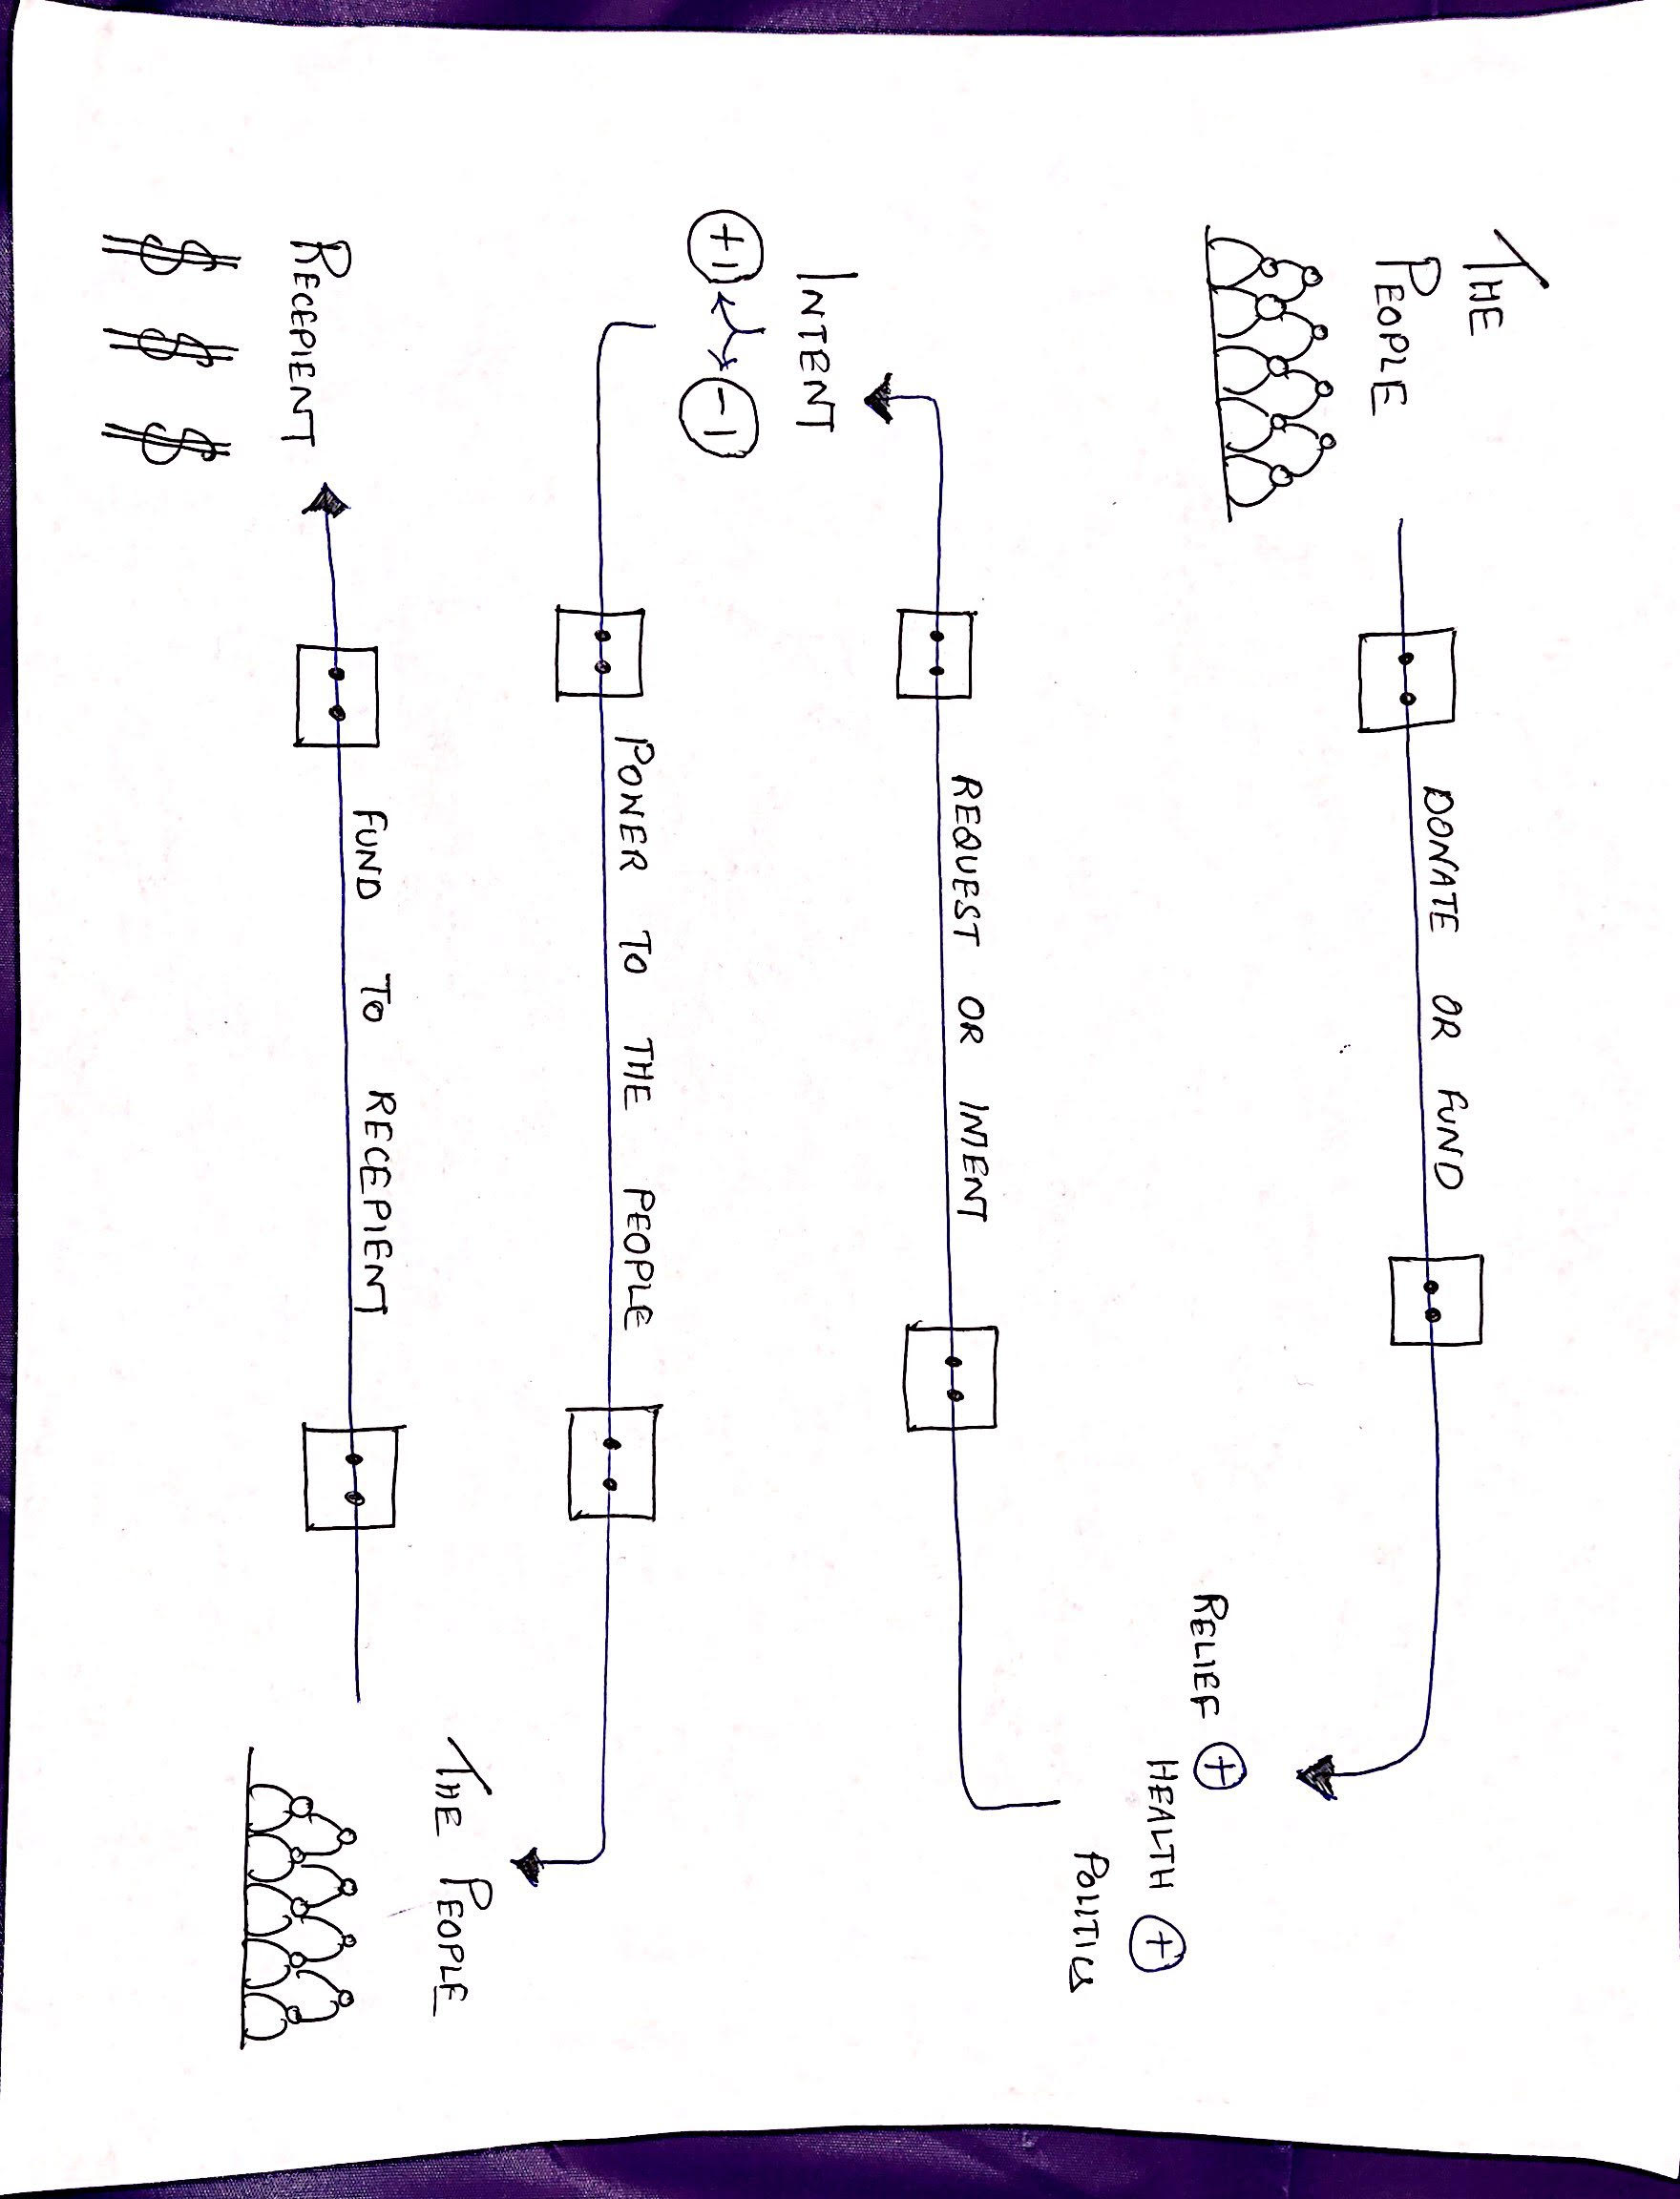 THE
PEOPLE
DONATE OR FUND
RELIEF +
HEALTH +
POLITICS
REQUEST OR INTENT
INTENT
+1 -1
POWER TO THE PEOPLE
THE PEOPLE
FUND TO RECEPIENT
RECEPIENT
$ $ $